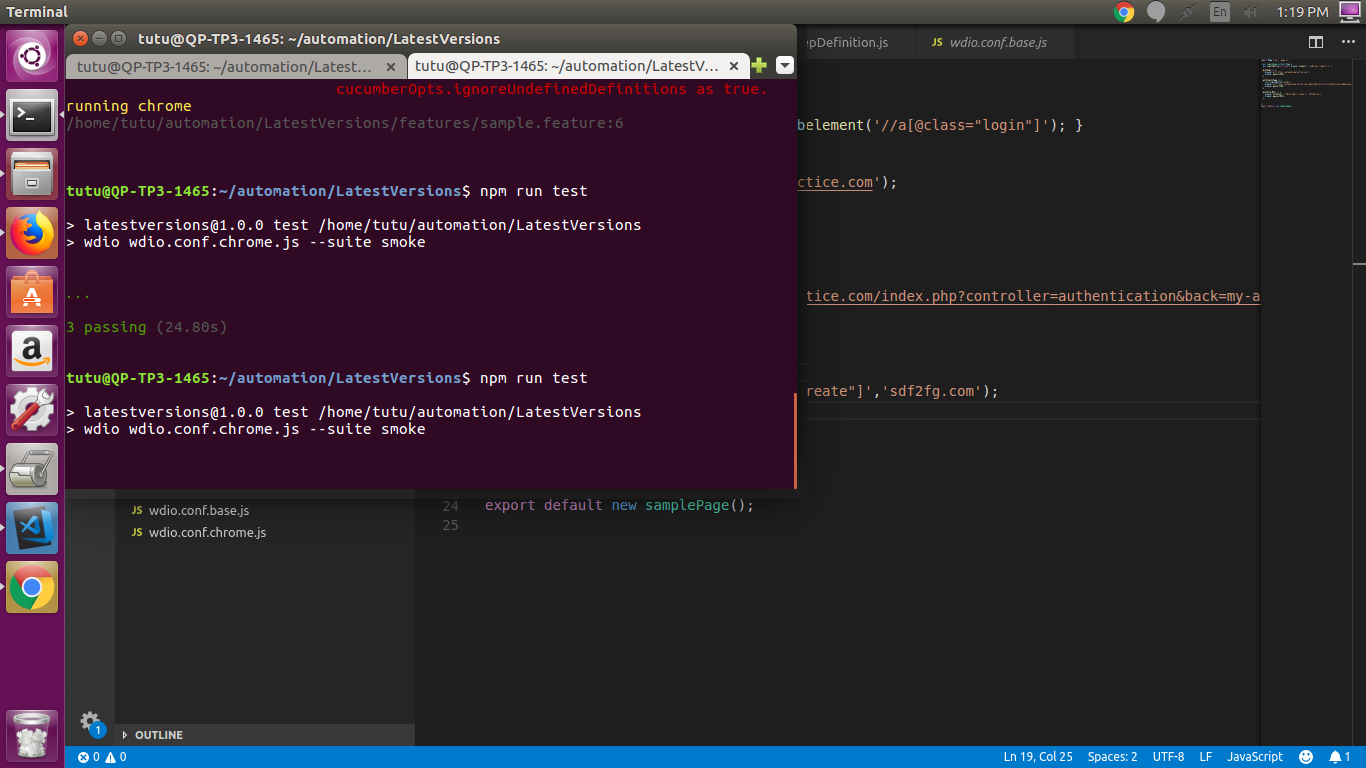 Terminal
En
1:19 PM
tutu@QP-TP3-1465: ~/automation/LatestVersions
tutu@QP-TP3-1465: ~/automation/Latest...
tutu@QP-TP3-1465: ~/automation/LatestV...
cucumberOpts.ignoreUndefinedDefinitions as true.
running chrome
/home/tutu/automation/LatestVersions/features/sample.feature:6
tutu@QP-TP3-1465:~/automation/LatestVersions$ npm run test
> latestversions@1.0.0 test /home/tutu/automation/LatestVersions
> wdio wdio.conf.chrome.js --suite smoke
...
3 passing (24.80s)
tutu@QP-TP3-1465:~/automation/LatestVersions$ npm run test
> latestversions@1.0.0 test /home/tutu/automation/LatestVersions
> wdio wdio.conf.chrome.js --suite smoke
epDefinition.js
JS wdio.conf.base.js
belement('//a[@class="login"]'); }
ctice.com');
tice.com/index.php?controller=authentication&back=my-a
reate"]','sdf2fg.com');
24 export default new samplePage();
25
JS wdio.conf.base.js
JS wdio.conf.chrome.js
1
OUTLINE
0 0
Ln 19, Col 25
Spaces: 2
UTF-8
LF
JavaScript
1